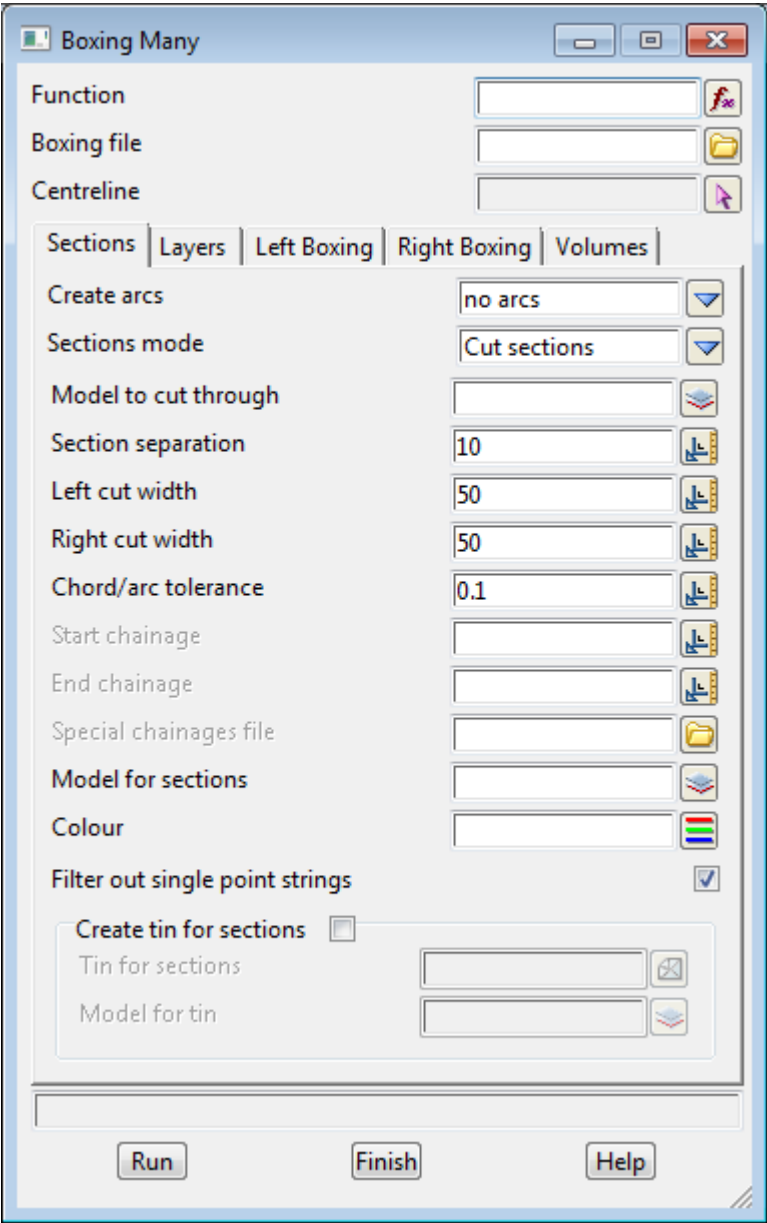 Boxing Many
Function
Boxing file
Centreline
Sections Layers Left Boxing Right Boxing Volumes
Create arcs no arcs
Sections mode Cut sections
Model to cut through
Section separation 10
Left cut width 50
Right cut width 50
Chord/arc tolerance 0.1
Start chainage
End chainage
Special chainages file
Model for sections
Colour
Filter out single point strings
Create tin for sections
Tin for sections
Model for tin
Run Finish Help